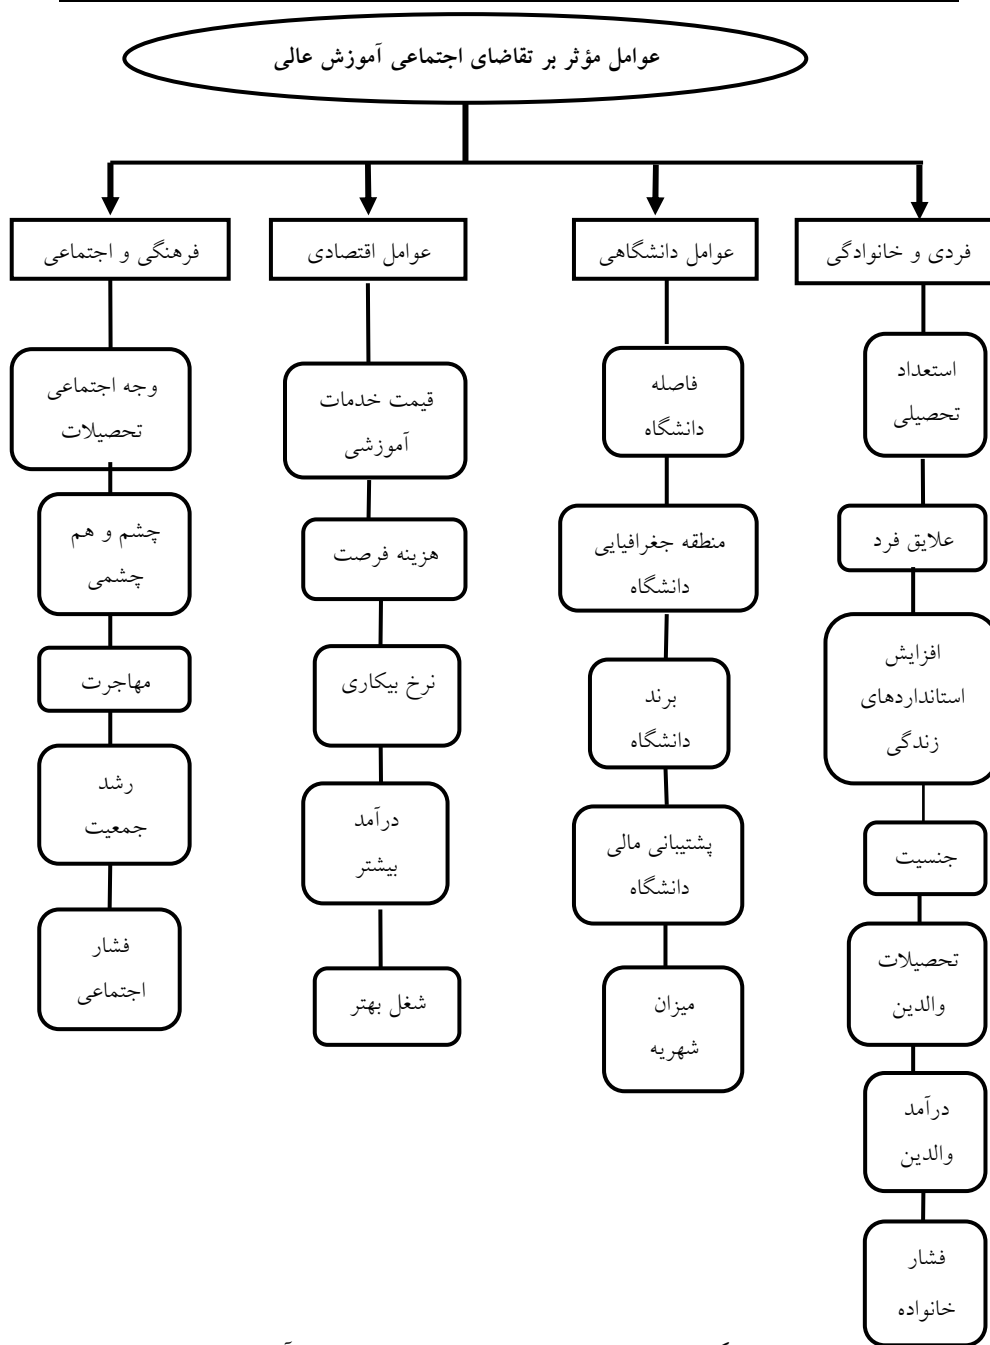 عوامل مؤثر بر تقاضای اجتماعی آموزش عالی
فردی و خانوادگی
استعداد
تحصیلی
علایق فرد
افزایش
استانداردهای
زندگی
جنسیت
تحصیلات
والدین
درآمد
والدین
فشار
خانواده
عوامل دانشگاهی
فاصله
دانشگاه
منطقه جغرافیایی
دانشگاه
برند
دانشگاه
پشتیبانی مالی
دانشگاه
میزان
شهریه
عوامل اقتصادی
قیمت خدمات
آموزشی
هزینه فرصت
نرخ بیکاری
درآمد
بیشتر
شغل بهتر
فرهنگی و اجتماعی
وجه اجتماعی
تحصیلات
چشم و هم
چشمی
مهاجرت
رشد
جمعیت
فشار
اجتماعی